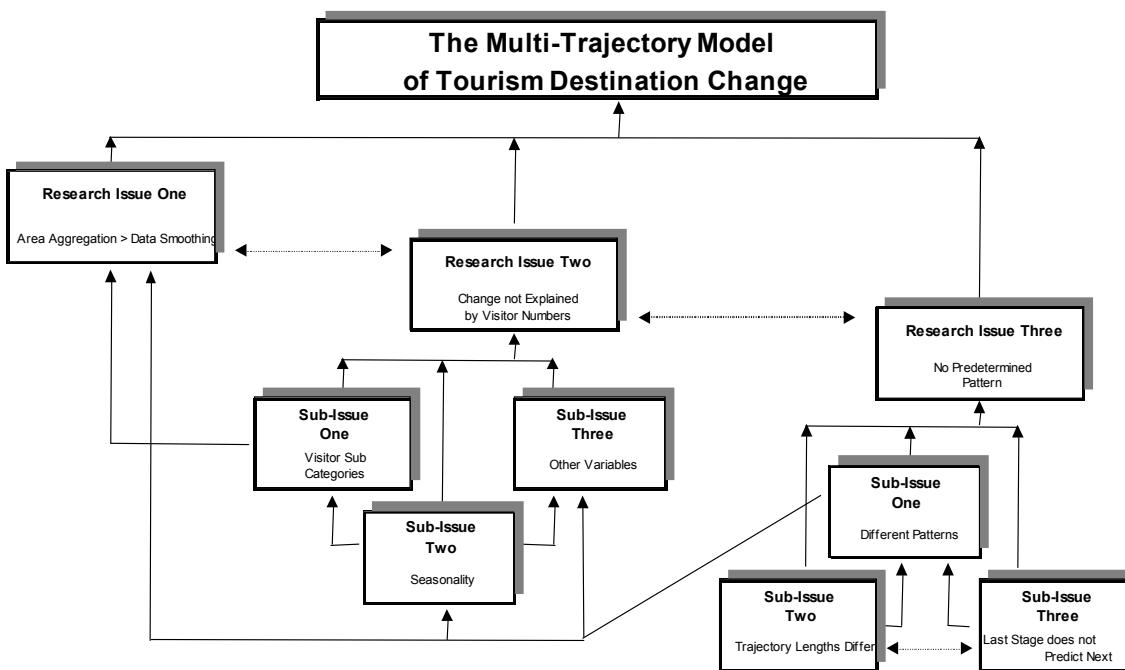 The Multi-Trajectory Model
of Tourism Destination Change
Research Issue One
Area Aggregation > Data Smoothing
Research Issue Two
Change not Explained
by Visitor Numbers
Research Issue Three
No Predetermined
Pattern
Sub-Issue
One
Visitor Sub
Categories
Sub-Issue
Three
Other Variables
Sub-Issue
Two
Seasonality
Sub-Issue
One
Different Patterns
Sub-Issue
Two
Trajectory Lengths Differ
Sub-Issue
Three
Last Stage does not
Predict Next